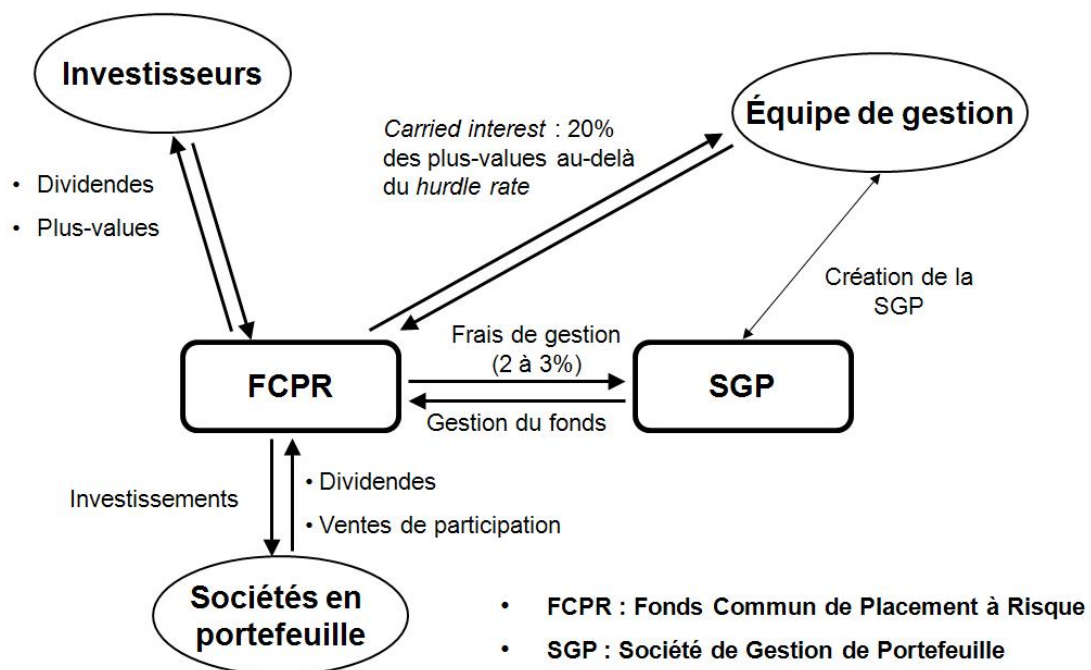 Investisseurs
Équipe de gestion
Carried interest : 20%
des plus-values au-delà
du hurdle rate
• Dividendes
• Plus-values
Création de la
SGP
Frais de gestion
(2 à 3%)
FCPR
SGP
Gestion du fonds
Investissements
• Dividendes
• Ventes de participation
Sociétés en
portefeuille
• FCPR : Fonds Commun de Placement à Risque
• SGP : Société de Gestion de Portefeuille